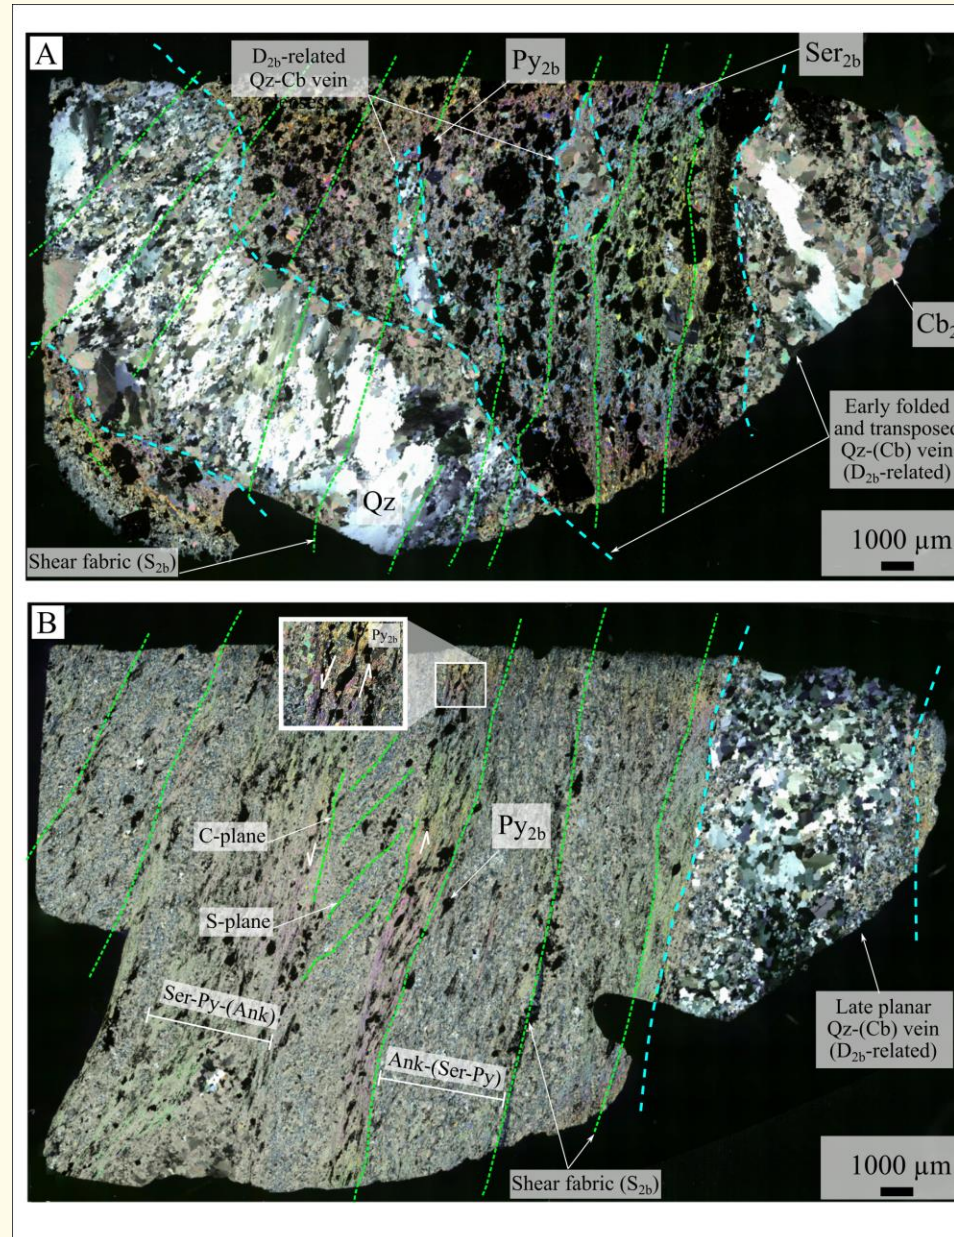 A
D2b-related
Qz-Cb vein
Py2b
Ser2b
Cb2
Early folded
and transposed
Qz-(Cb) vein
(D2b-related)
Qz
Shear fabric (S2b)
1000 µm
B
Py2b
C-plane
Py2b
S-plane
Ser-Py-(Ank)
Ank-(Ser-Py)
Late planar
Qz-(Cb) vein
(D2b-related)
Shear fabric (S2b)
1000 µm